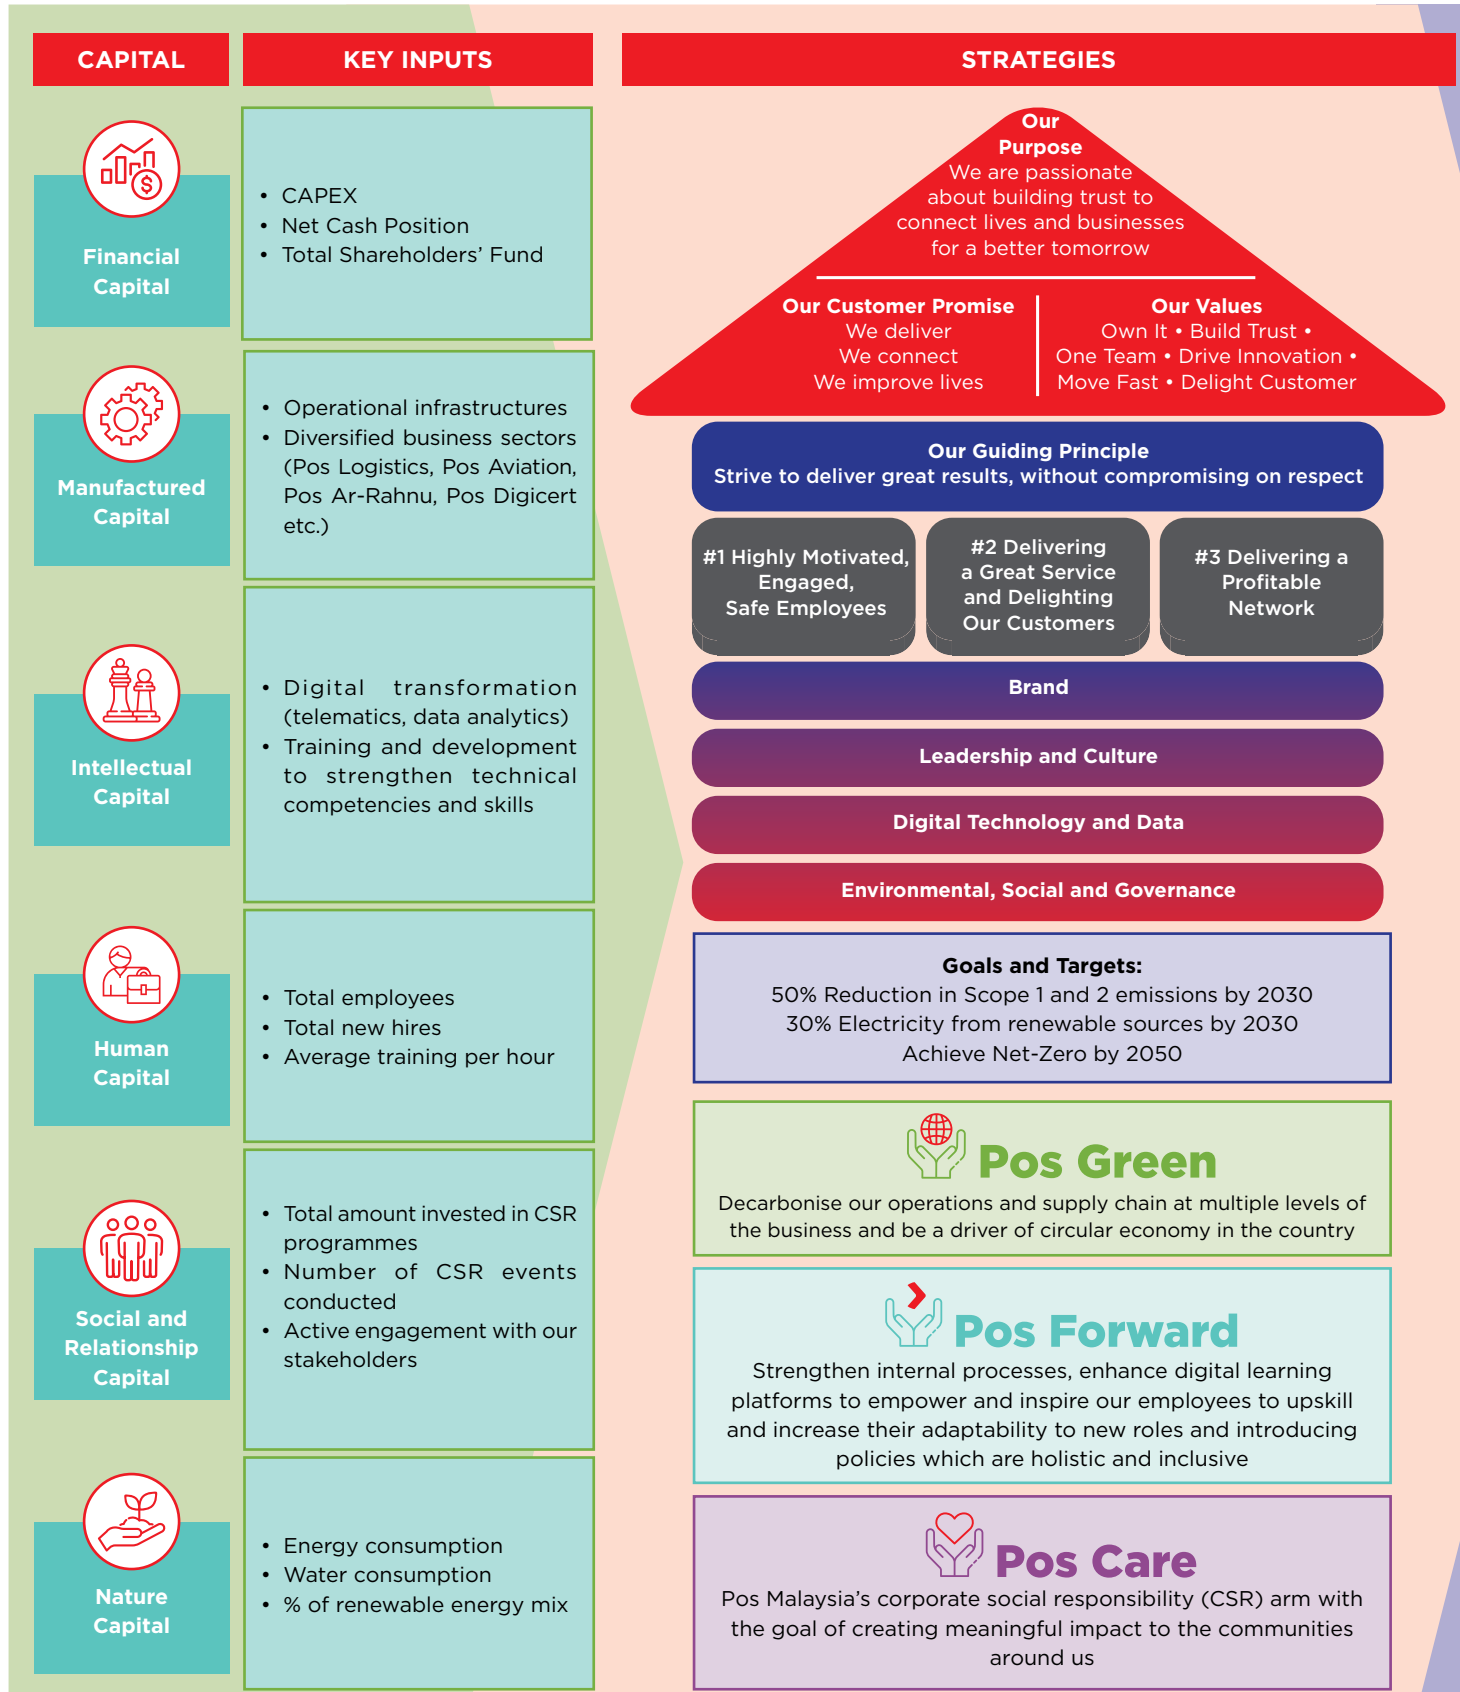 CAPITAL
KEY INPUTS
STRATEGIES
Financial
Capital
• CAPEX
• Net Cash Position
• Total Shareholders’ Fund
Manufactured
Capital
• Operational infrastructures
• Diversified business sectors
(Pos Logistics, Pos Aviation,
Pos Ar-Rahnu, Pos Digicert
etc.)
Intellectual
Capital
• Digital transformation
(telematics, data analytics)
• Training and development
to strengthen technical
competencies and skills
Human
Capital
• Total employees
• Total new hires
• Average training per hour
Social and
Relationship
Capital
• Total amount invested in CSR
programmes
• Number of CSR events
conducted
• Active engagement with our
stakeholders
Nature
Capital
• Energy consumption
• Water consumption
• % of renewable energy mix
Our
Purpose
We are passionate
about building trust to
connect lives and businesses
for a better tomorrow
Our Customer Promise
We deliver
We connect
We improve lives
Our Values
Own It • Build Trust •
One Team • Drive Innovation •
Move Fast • Delight Customer
Our Guiding Principle
Strive to deliver great results, without compromising on respect
#1 Highly Motivated,
Engaged,
Safe Employees
#2 Delivering
a Great Service
and Delighting
Our Customers
#3 Delivering a
Profitable
Network
Brand
Leadership and Culture
Digital Technology and Data
Environmental, Social and Governance
Goals and Targets:
50% Reduction in Scope 1 and 2 emissions by 2030
30% Electricity from renewable sources by 2030
Achieve Net-Zero by 2050
Pos Green
Decarbonise our operations and supply chain at multiple levels of
the business and be a driver of circular economy in the country
Pos Forward
Strengthen internal processes, enhance digital learning
platforms to empower and inspire our employees to upskill
and increase their adaptability to new roles and introducing
policies which are holistic and inclusive
Pos Care
Pos Malaysia’s corporate social responsibility (CSR) arm with
the goal of creating meaningful impact to the communities
around us